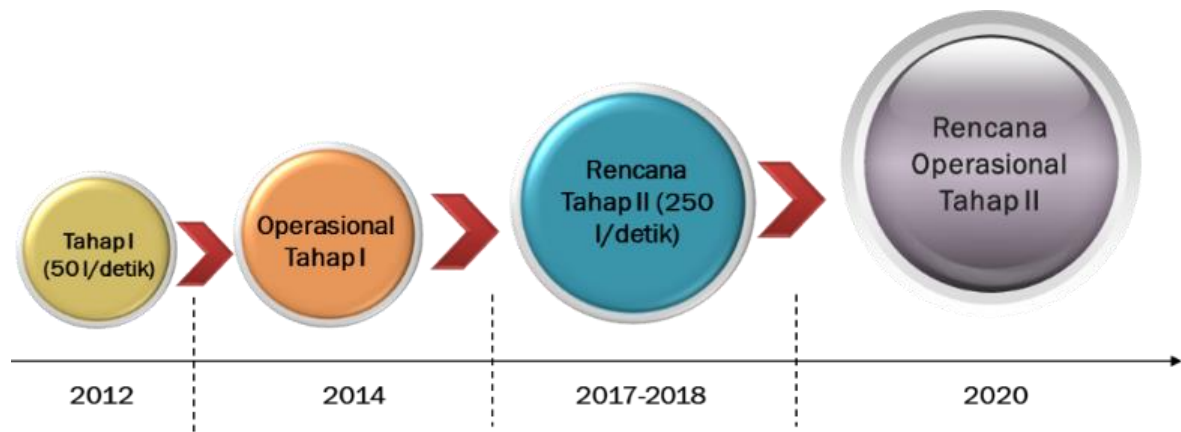 Tahap I
(50 l/detik)
Operasional
Tahap I
Rencana
Tahap II (250
l/detik)
Rencana
Operasional
Tahap II
2012
2014
2017-2018
2020